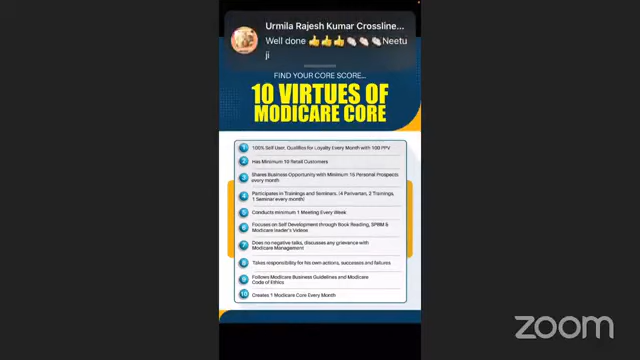 Urmila Rajesh Kumar Crossline...
Well done 👍👍👍👏👏👏Neetu
ji
FIND YOUR CORE SCORE...
10 VIRTUES OF
MODICARE CORE
1 100% Self User. Qualifies for Loyalty Every Month with 100 PPV
2 Has Minimum 10 Retail Customers
3 Shares Business Opportunity with Minimum 15 Personal Prospects
every month
4 Participates in Trainings and Seminars. (4 Parivartan, 2 Trainings,
1 Seminar every month)
5 Conducts minimum 1 Meeting Every Week
6 Focuses on Self Development through Book Reading, SPBM &
Modicare leader's Videos
7 Does no negative talks, discusses any grievance with
Modicare Management
8 Takes responsibility for his own actions, successes and failures
9 Follows Modicare Business Guidelines and Modicare
Code of Ethics
10 Creates 1 Modicare Core Every Month
zoom